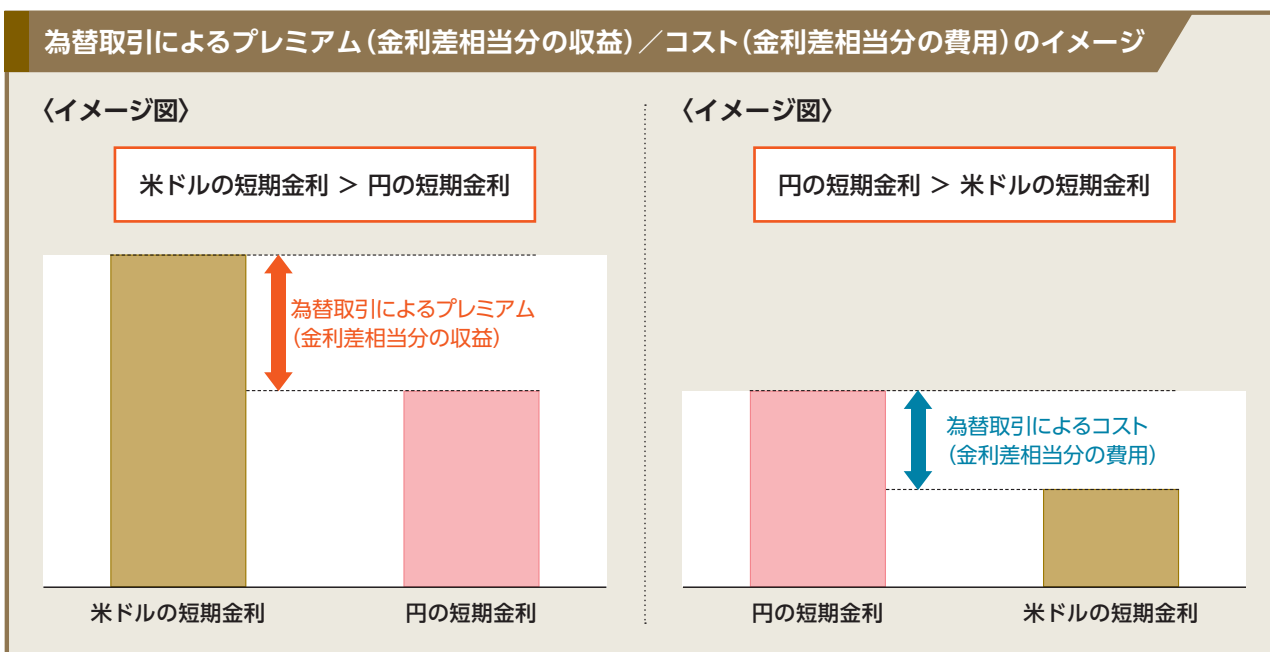 為替取引によるプレミアム(金利差相当分の収益)/コスト(金利差相当分の費用)のイメージ
〈イメージ図〉
米ドルの短期金利 > 円の短期金利
為替取引によるプレミアム
(金利差相当分の収益)
米ドルの短期金利
円の短期金利
〈イメージ図〉
円の短期金利 > 米ドルの短期金利
為替取引によるコスト
(金利差相当分の費用)
円の短期金利
米ドルの短期金利